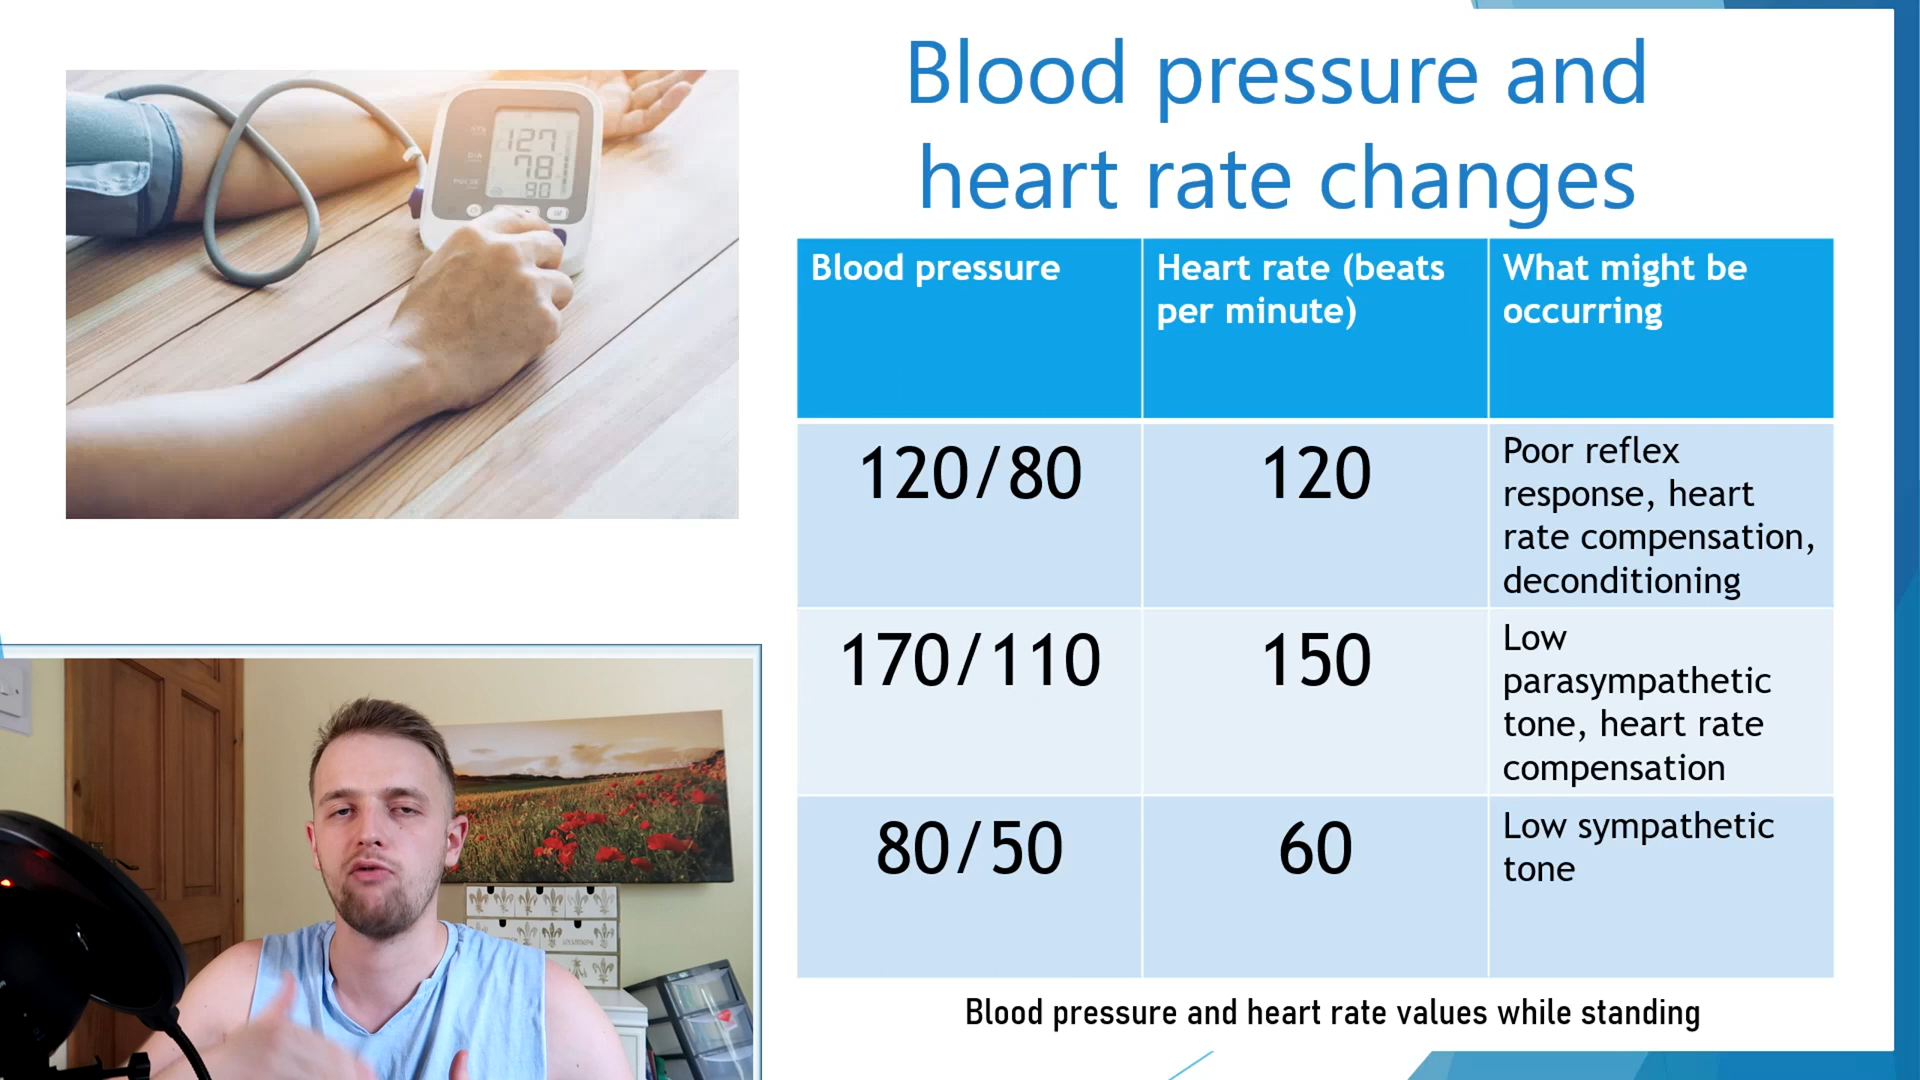 Blood pressure and
heart rate changes
Blood pressure
Heart rate (beats
per minute)
What might be
occurring
120/80
120
Poor reflex
response, heart
rate compensation,
deconditioning
170/110
150
Low
parasympathetic
tone, heart rate
compensation
80/50
60
Low sympathetic
tone
Blood pressure and heart rate values while standing
127
78